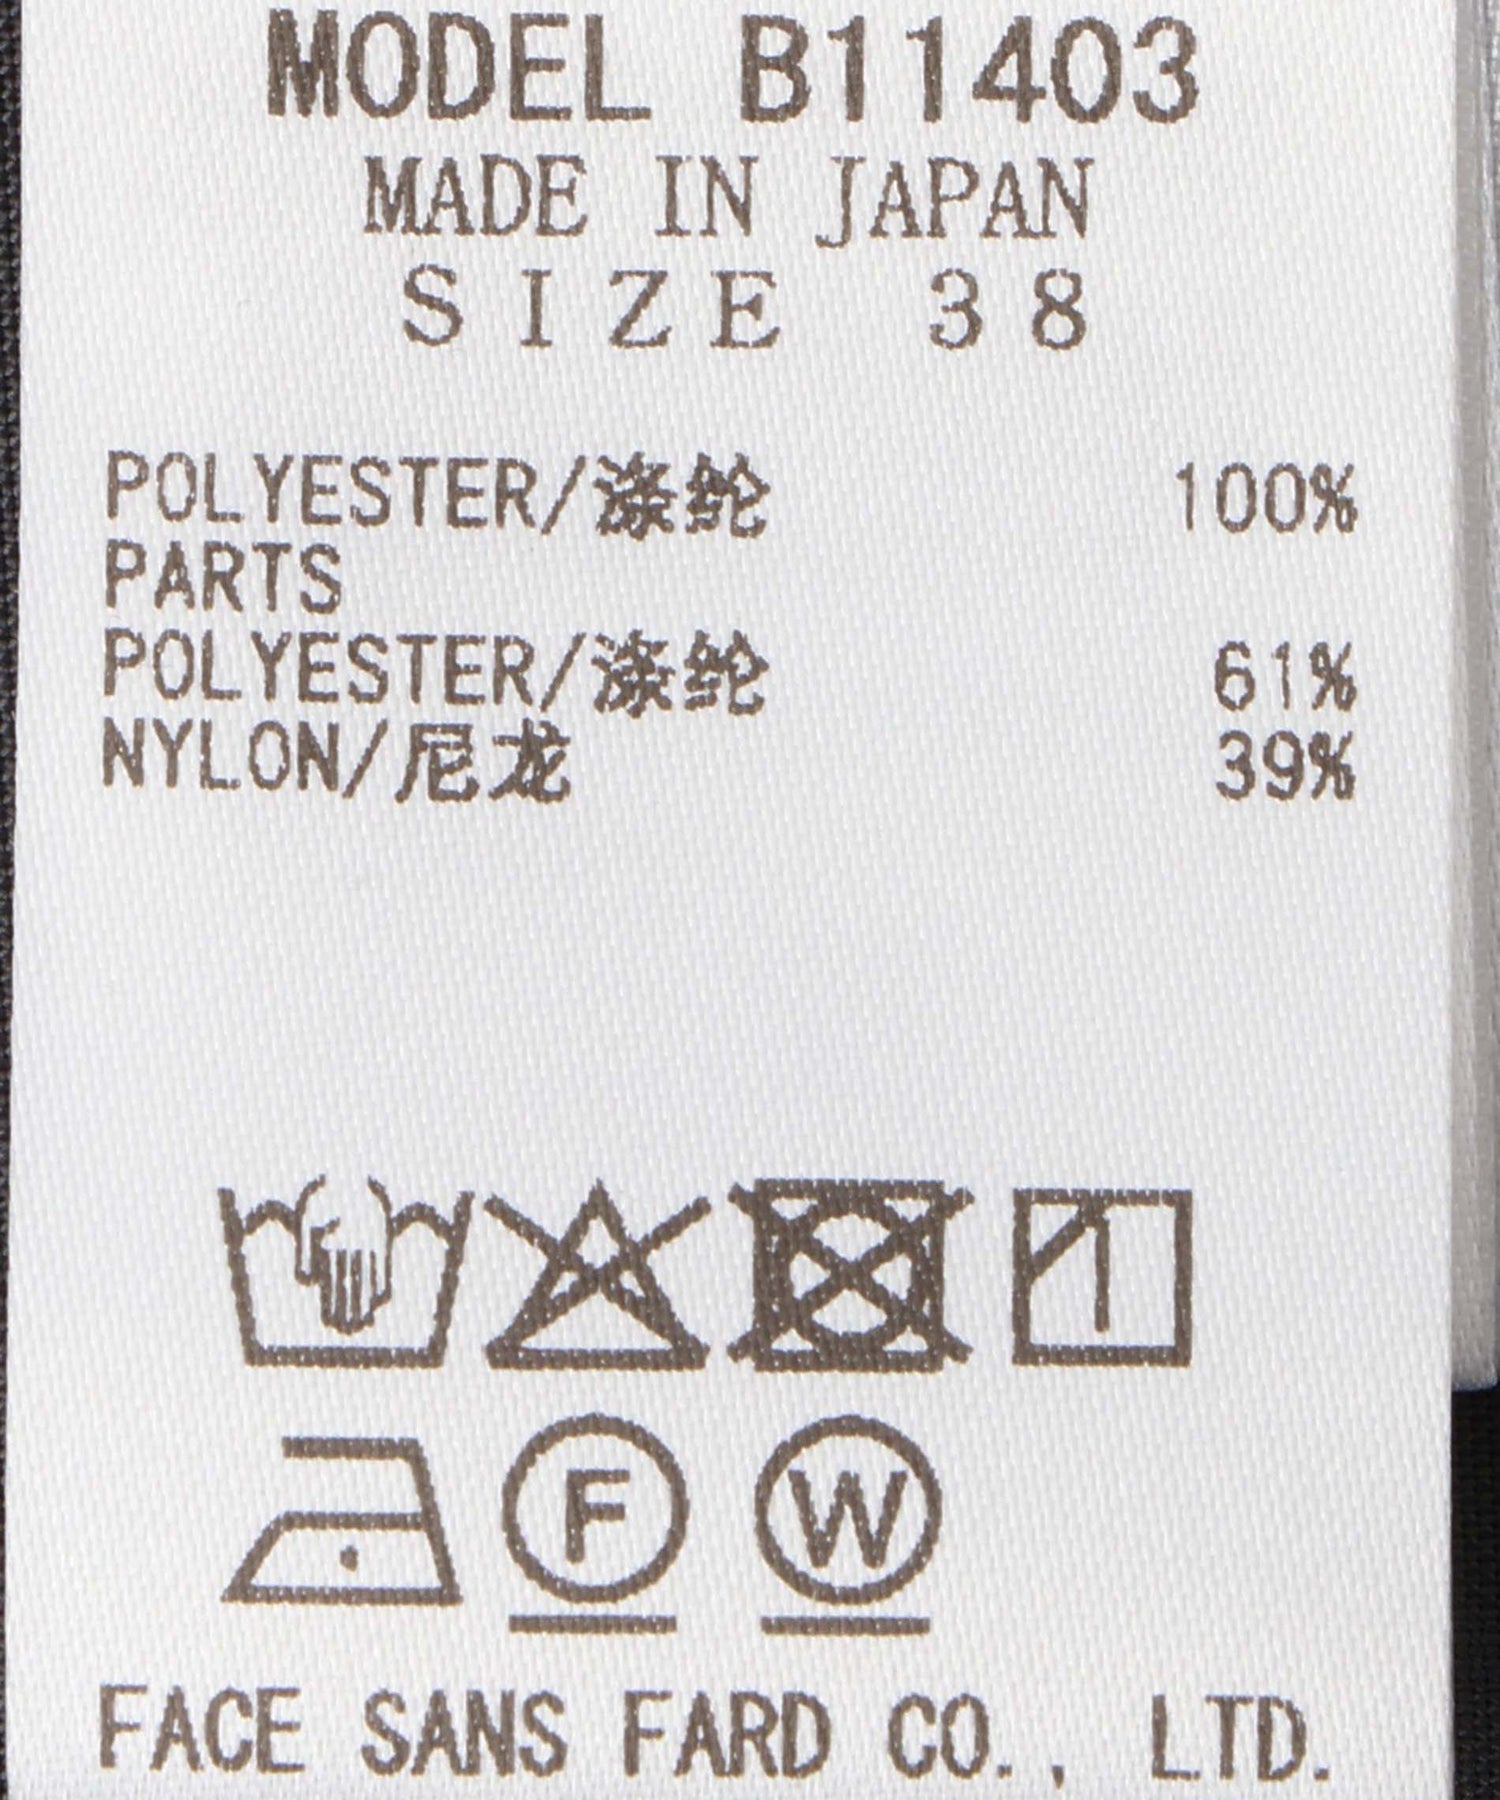 MODEL B11403
MADE IN JAPAN
SIZE 38
POLYESTER/涤纶 100%
PARTS
POLYESTER/涤纶 61%
NYLON/尼龙 39%
F W
FACE SANS FARD CO., LTD.